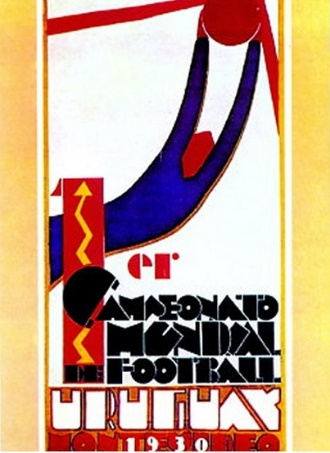 1er
CAMPEONATO
MUNDIAL
DE FOOTBALL
URUGUAY
1930
MONTEVIDEO